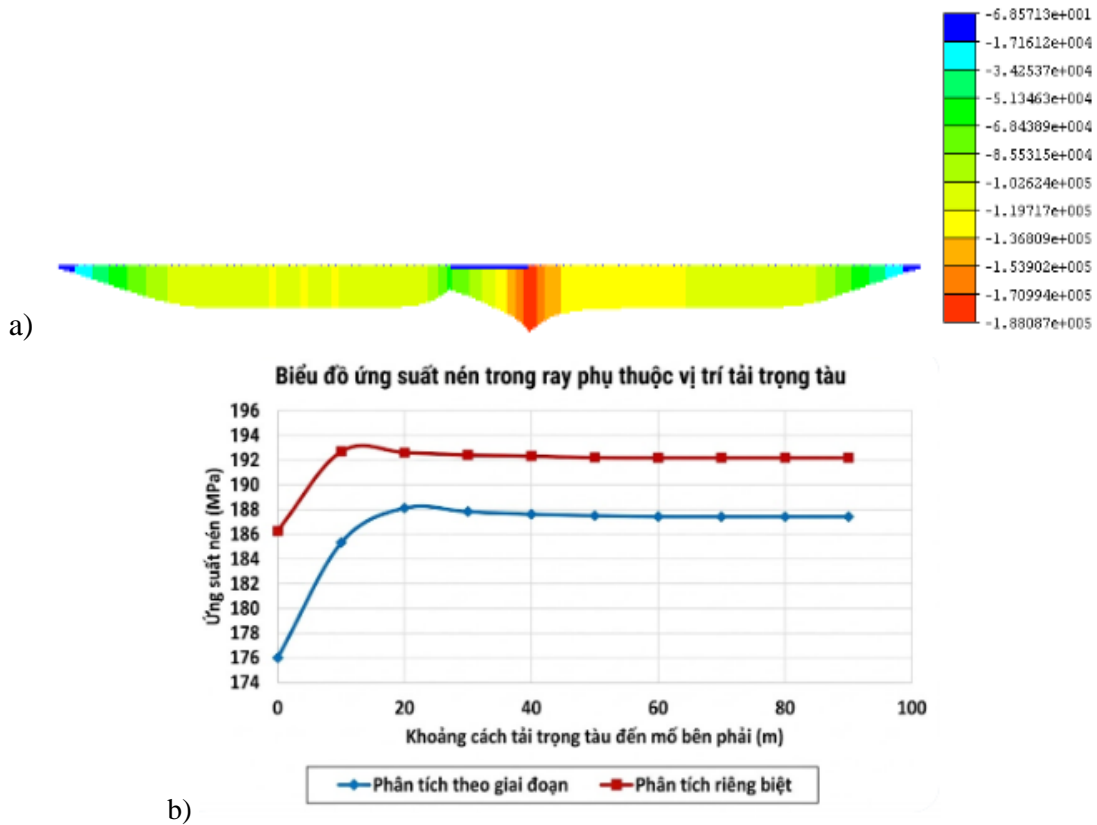 -6.85713e+001
-1.71612e+004
-3.42537e+004
-5.13463e+004
-6.84389e+004
-8.55315e+004
-1.02624e+005
-1.19717e+005
-1.36809e+005
-1.53902e+005
-1.70994e+005
-1.88087e+005
a)
Biểu đồ ứng suất nén trong ray phụ thuộc vị trí tải trọng tàu
196
194
192
190
188
186
184
182
180
178
176
174
Ứng suất nén (MPa)
0 20 40 60 80 100
Khoảng cách tải trọng tàu đến mố bên phải (m)
Phân tích theo giai đoạn Phân tích riêng biệt
b)